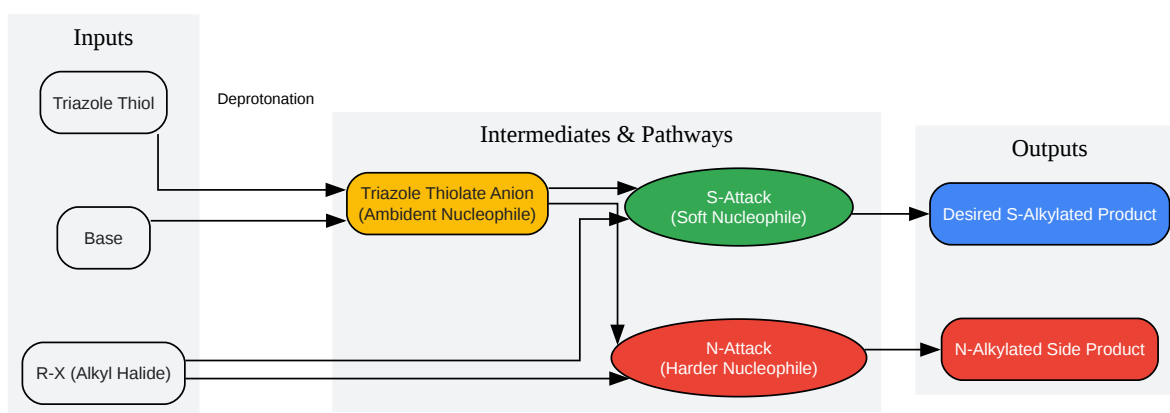 Inputs
Triazole Thiol
Base
R-X (Alkyl Halide)
Deprotonation
Intermediates & Pathways
Triazole Thiolate Anion
(Ambident Nucleophile)
S-Attack
(Soft Nucleophile)
N-Attack
(Harder Nucleophile)
Outputs
Desired S-Alkylated Product
N-Alkylated Side Product